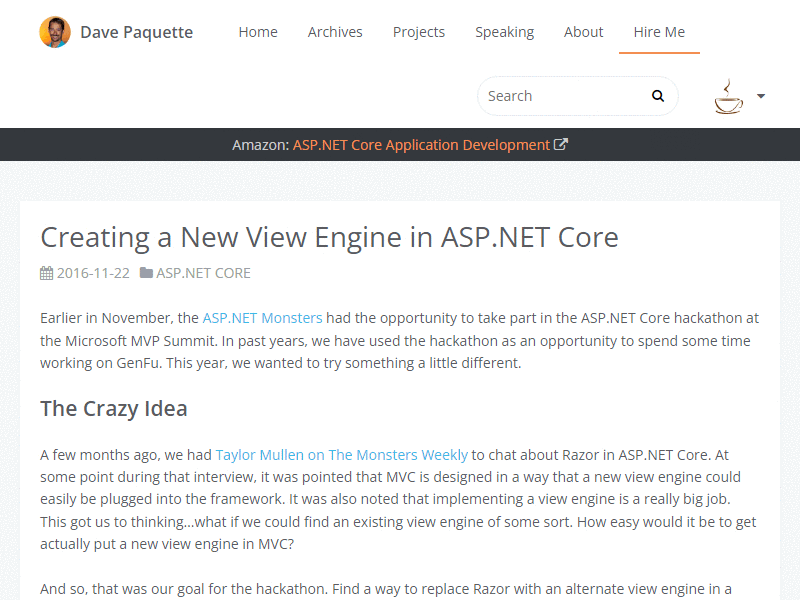 Dave Paquette
Home
Archives
Projects
Speaking
About
Hire Me
Search
Amazon: ASP.NET Core Application Development
Creating a New View Engine in ASP.NET Core
2016-11-22 ASP.NET CORE
Earlier in November, the ASP.NET Monsters had the opportunity to take part in the ASP.NET Core hackathon at
the Microsoft MVP Summit. In past years, we have used the hackathon as an opportunity to spend some time
working on GenFu. This year, we wanted to try something a little different.
The Crazy Idea
A few months ago, we had Taylor Mullen on The Monsters Weekly to chat about Razor in ASP.NET Core. At
some point during that interview, it was pointed that MVC is designed in a way that a new view engine could
easily be plugged into the framework. It was also noted that implementing a view engine is a really big job.
This got us to thinking...what if we could find an existing view engine of some sort. How easy would it be to get
actually put a new view engine in MVC?
And so, that was our goal for the hackathon. Find a way to replace Razor with an alternate view engine in a